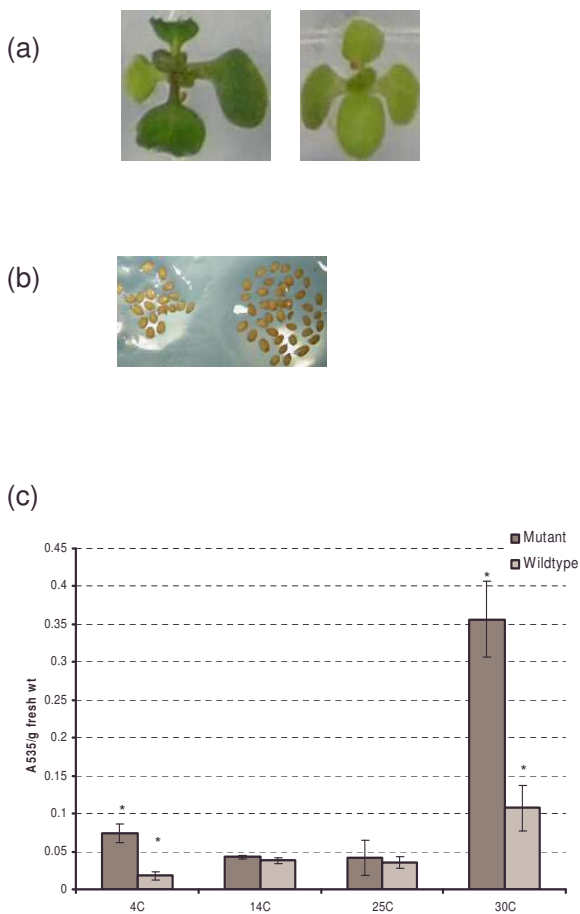 (a)
(b)
(c)
Mutant
Wildtype
0.45
0.4
0.35
0.3
0.25
0.2
0.15
0.1
0.05
0
A535/g fresh wt
*
*
*
*
4C
14C
25C
30C